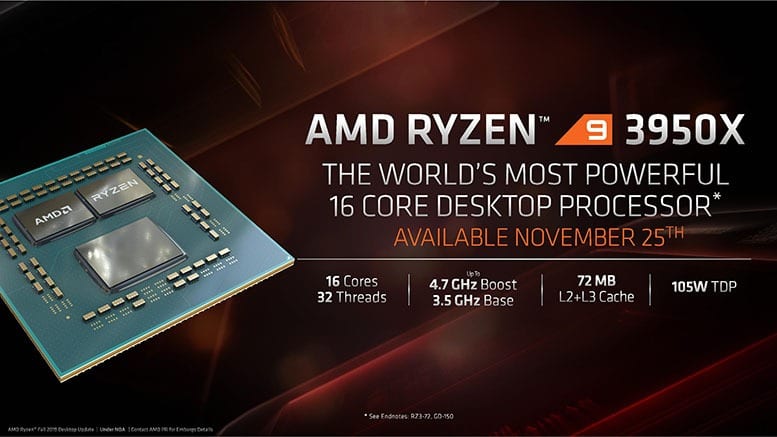 AMD RYZEN™ 9 3950X
THE WORLD'S MOST POWERFUL
16 CORE DESKTOP PROCESSOR*
AVAILABLE NOVEMBER 25TH
AMD
RYZEN
16 Cores
32 Threads
Up To
4.7 GHz Boost
3.5 GHz Base
72 MB
L2+L3 Cache
105W TDP
* See Endnotes: RZ3-72, GD-150
AMD Ryzen™ Fall 2019 Desktop Update | Under NDA | Contact AMD PR for Embargo Details